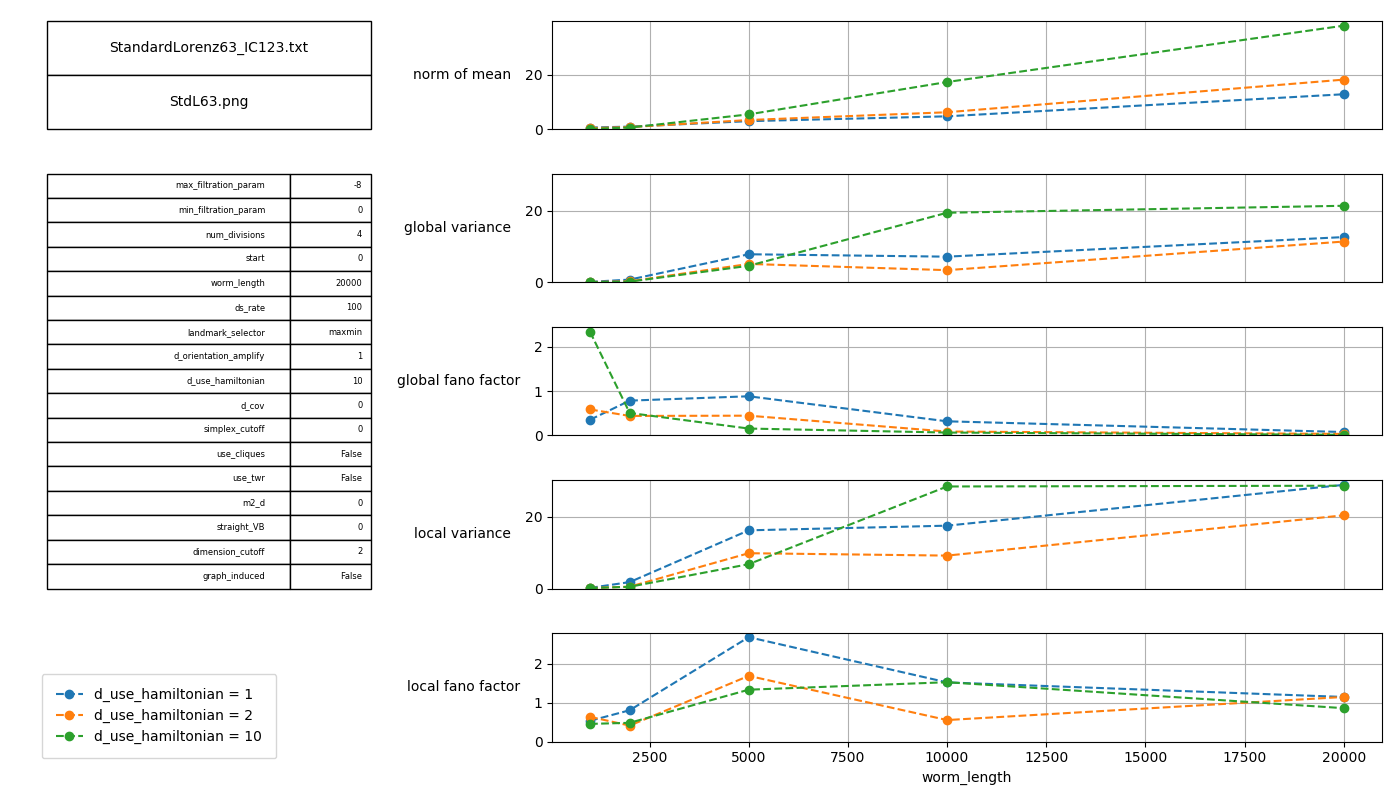 StandardLorenz63_IC123.txt
StdL63.png
max_filtration_param -8
min_filtration_param 0
num_divisions 4
start 0
worm_length 20000
ds_rate 100
landmark_selector maxmin
d_orientation_amplify 1
d_use_hamiltonian 10
d_cov 0
simplex_cutoff 0
use_cliques False
use_twr False
m2_d 0
straight_VB 0
dimension_cutoff 2
graph_induced False
d_use_hamiltonian = 1
d_use_hamiltonian = 2
d_use_hamiltonian = 10
norm of mean
20
0
global variance
20
0
global fano factor
2
1
0
local variance
20
0
local fano factor
2
1
0
2500 5000 7500 10000 12500 15000 17500 20000
worm_length